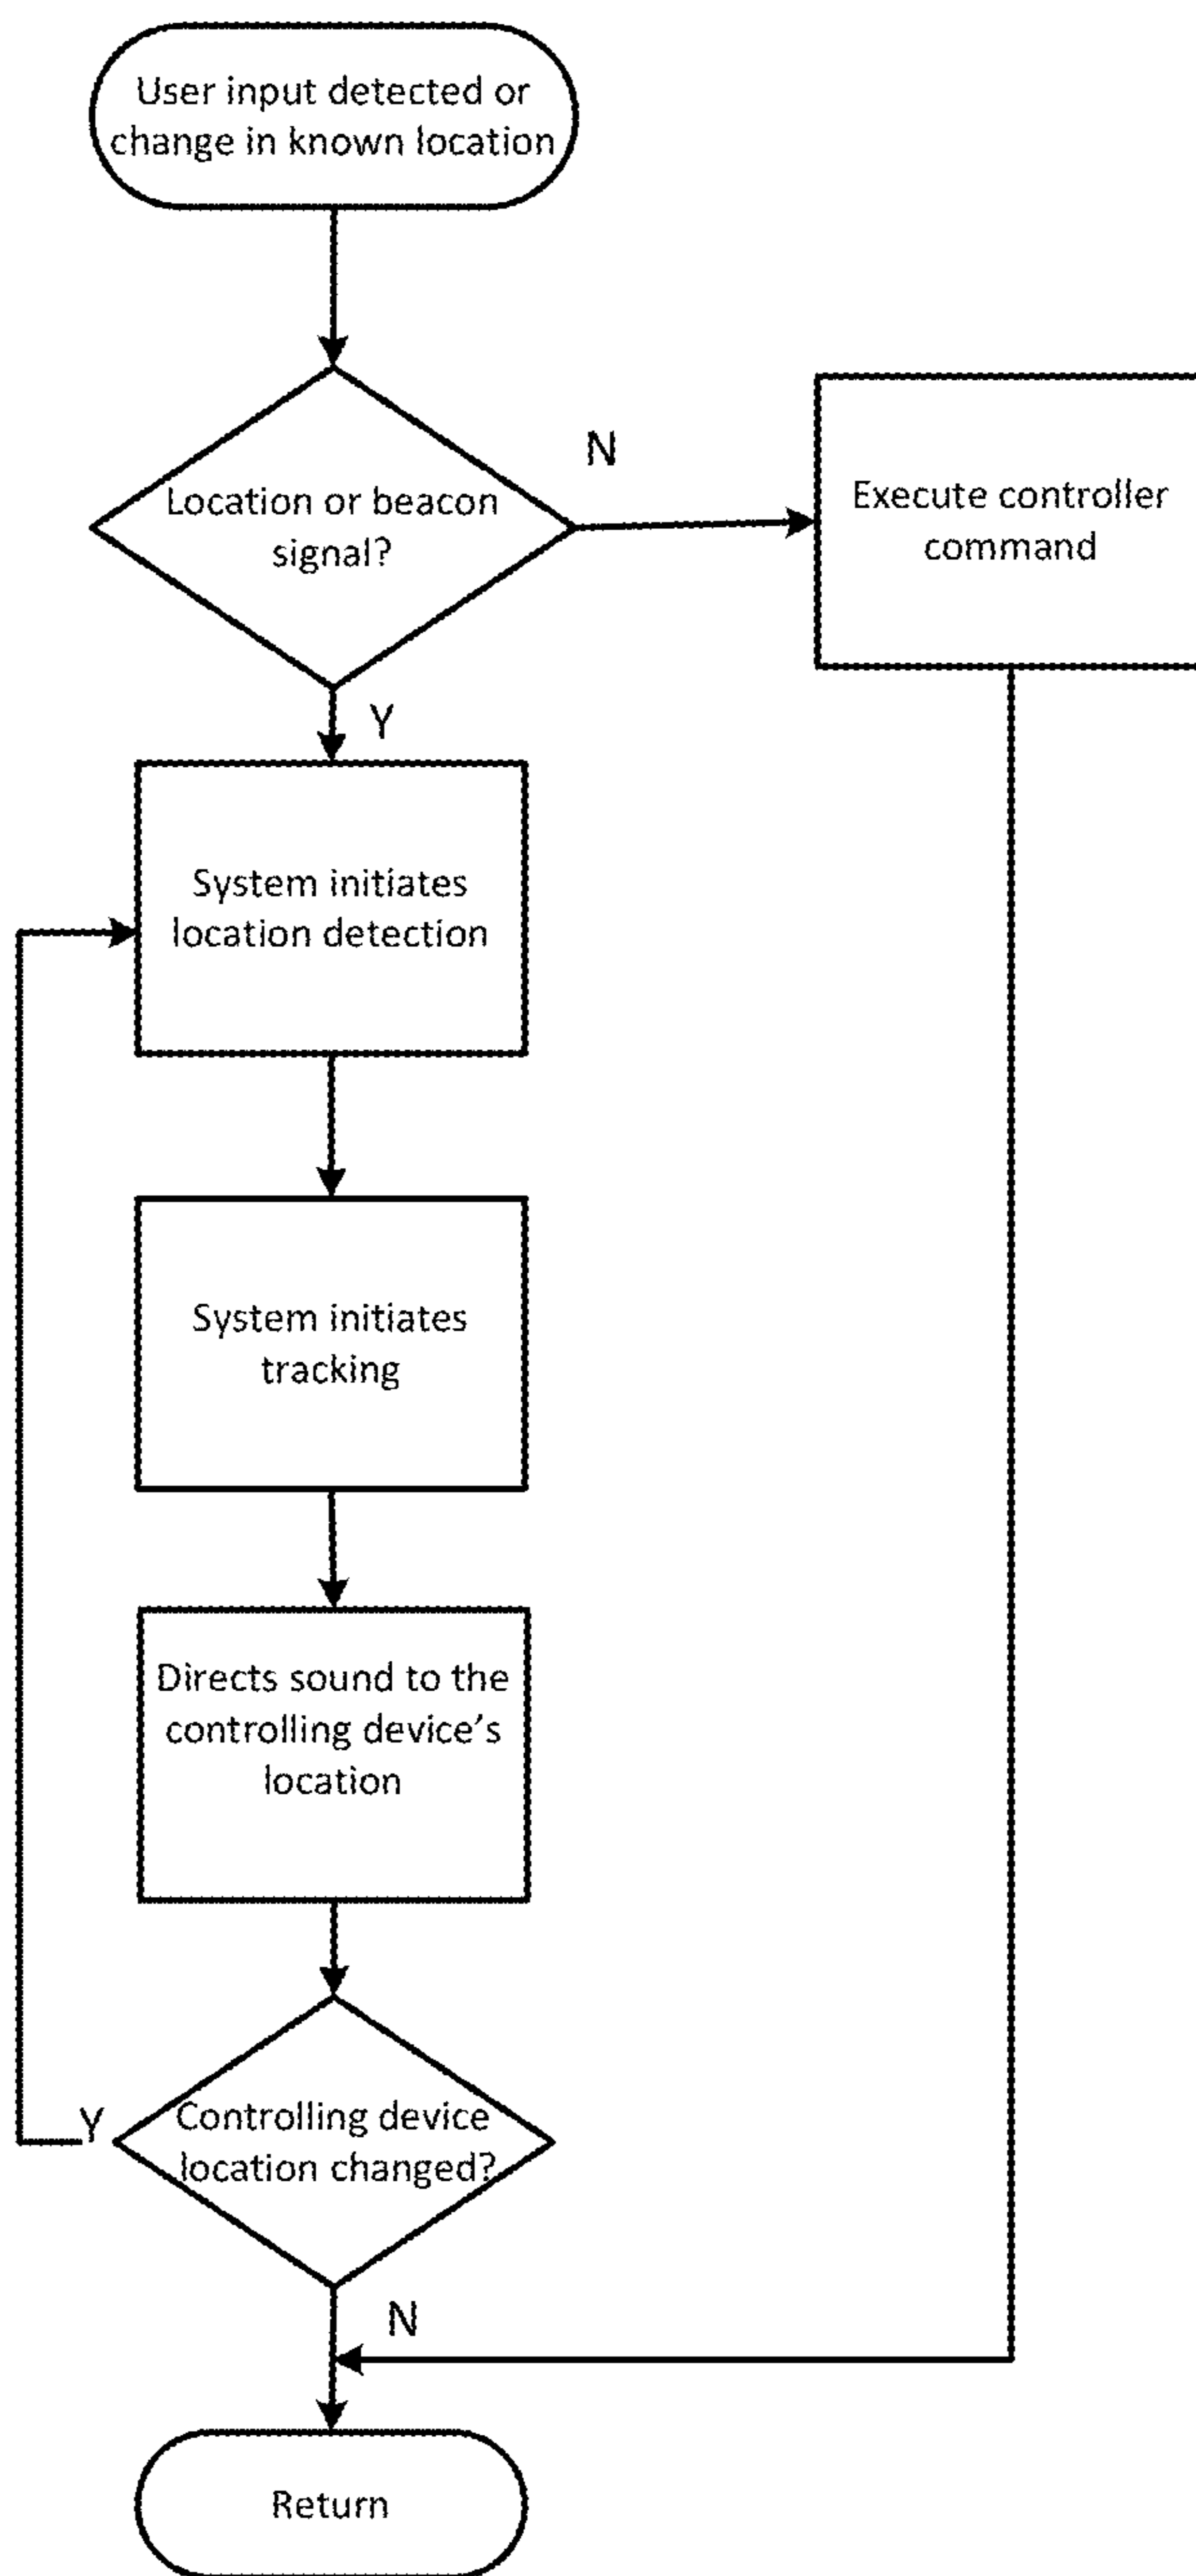 User input detected or
change in known location
Location or beacon
signal?
N
Execute controller
command
Y
System initiates
location detection
System initiates
tracking
Directs sound to the
controlling device's
location
Y
Controlling device
location changed?
N
Return